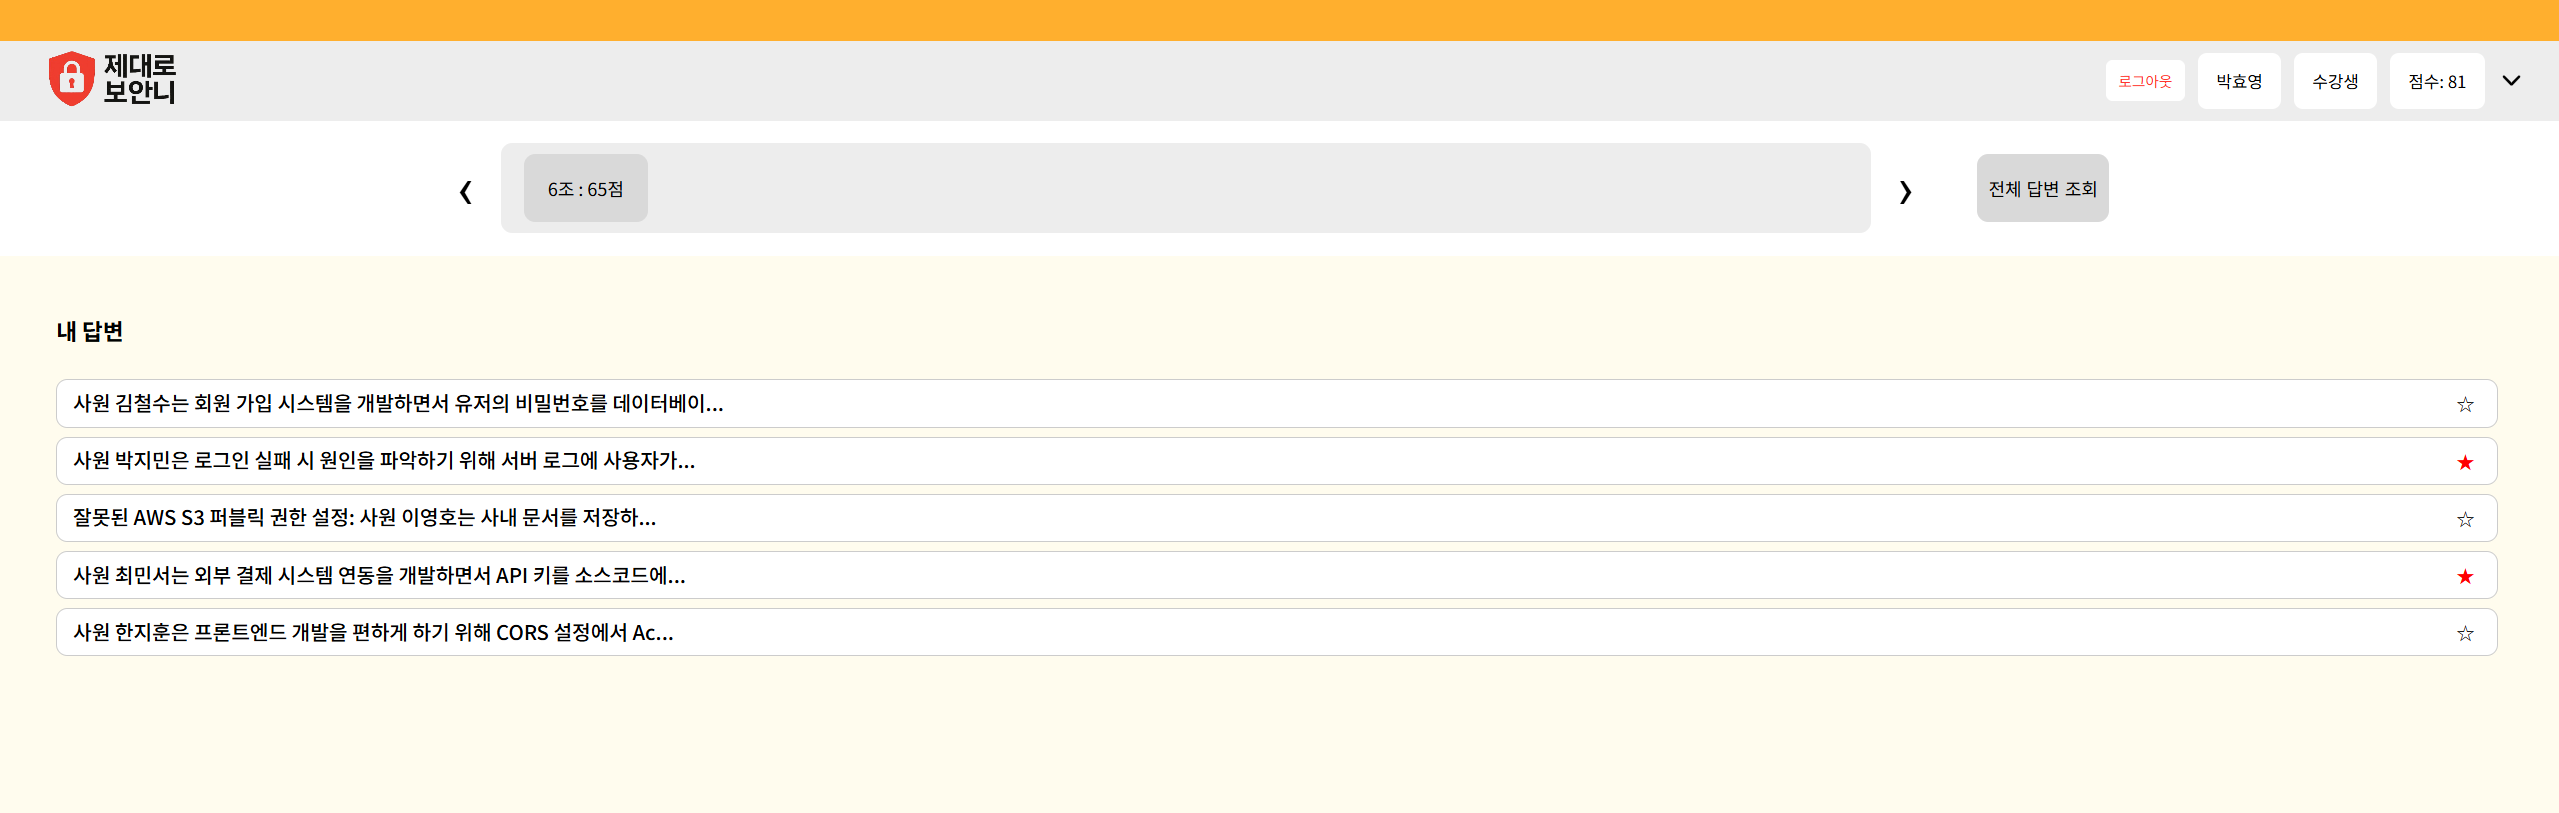 제대로
보안니
로그아웃
박효영
수강생
점수: 81
6조 : 65점
전체 답변 조회
내 답변
사원 김철수는 회원 가입 시스템을 개발하면서 유저의 비밀번호를 데이터베이...
사원 박지민은 로그인 실패 시 원인을 파악하기 위해 서버 로그에 사용자가...
잘못된 AWS S3 퍼블릭 권한 설정: 사원 이영호는 사내 문서를 저장하...
사원 최민서는 외부 결제 시스템 연동을 개발하면서 API 키를 소스코드에...
사원 한지훈은 프론트엔드 개발을 편하게 하기 위해 CORS 설정에서 Ac...